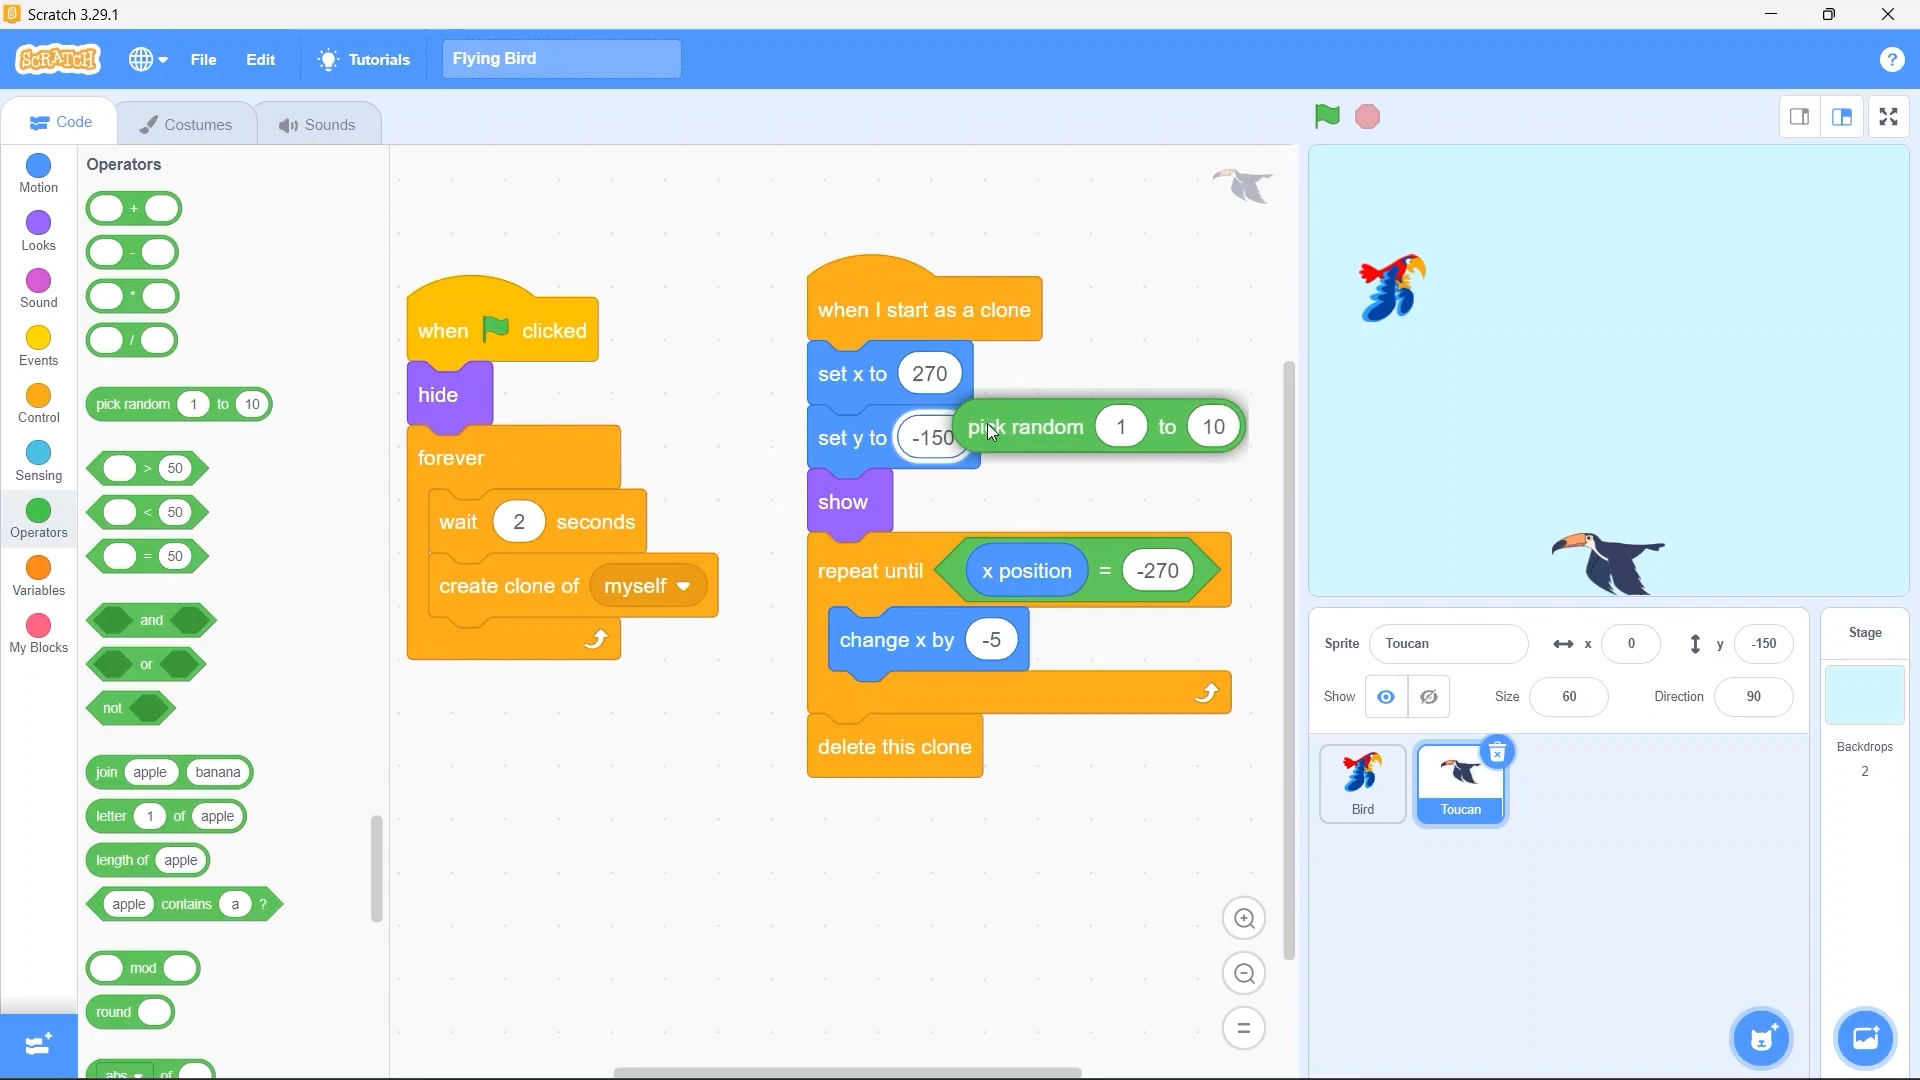 Scratch 3.29.1
SCRATCH File Edit Tutorials Flying Bird ?
Code Costumes Sounds
Motion
Looks
Sound
Events
Control
Sensing
Operators
Variables
My Blocks
Operators
+
-
*
/
pick random 1 to 10
> 50
< 50
= 50
and
or
not
join apple banana
letter 1 of apple
length of apple
apple contains a ?
mod
round
abs of
when clicked
hide
forever
wait 2 seconds
create clone of myself
when I start as a clone
set x to 270
set y to -150
pick random 1 to 10
show
repeat until x position = -270
change x by -5
delete this clone
Sprite Toucan x 0 y -150
Show Size 60 Direction 90
Bird
Toucan
Stage
Backdrops
2